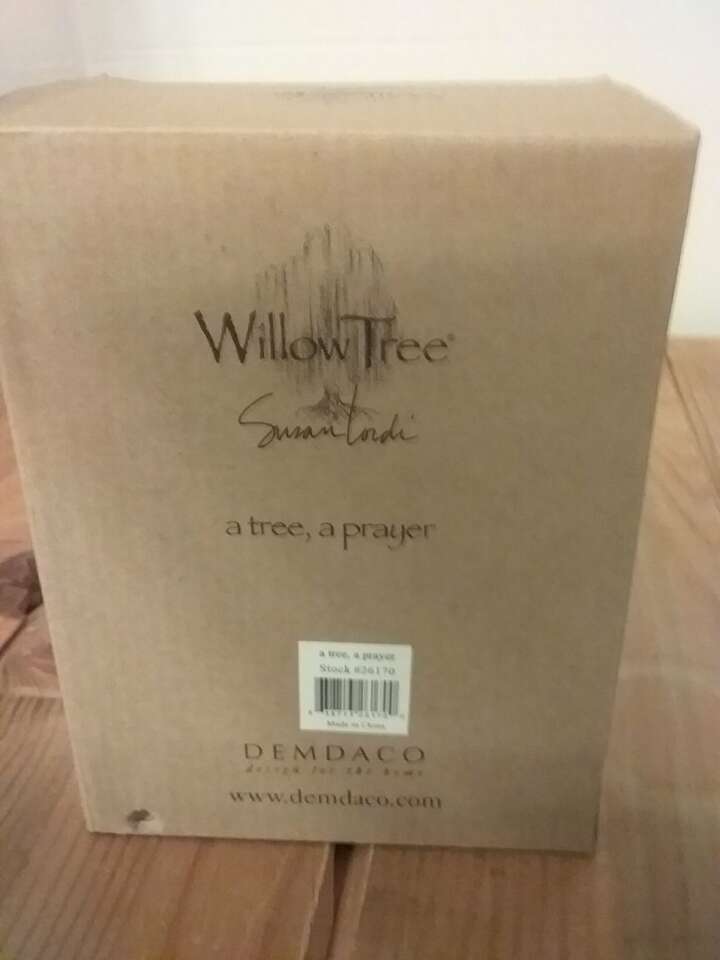 Willow Tree®
Susan Lordi
a tree, a prayer
a tree, a prayer
Stock #26170
Made in China
DEMDACO
design for the home
www.demdaco.com